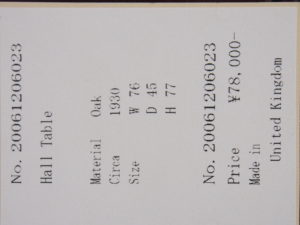 No. 20061206023
Hall Table
Material Oak
Circa 1930
Size W 76
D 45
H 77
No. 20061206023
Price ¥78,000-
Made in
United Kingdom